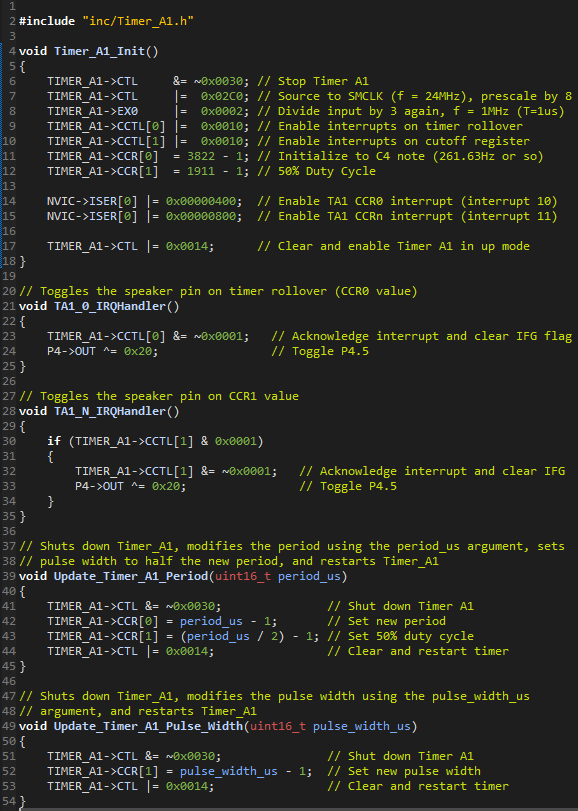 1
2 #include "inc/Timer_A1.h"
3
4 void Timer_A1_Init()
5 {
6     TIMER_A1->CTL     &= ~0x0030; // Stop Timer A1
7     TIMER_A1->CTL     |=  0x02C0; // Source to SMCLK (f = 24MHz), prescale by 8
8     TIMER_A1->EX0     |=  0x0002; // Divide input by 3 again, f = 1MHz (T=1us)
9     TIMER_A1->CCTL[0] |=  0x0010; // Enable interrupts on timer rollover
10     TIMER_A1->CCTL[1] |=  0x0010; // Enable interrupts on cutoff register
11     TIMER_A1->CCR[0]  = 3822 - 1; // Initialize to C4 note (261.63Hz or so)
12     TIMER_A1->CCR[1]  = 1911 - 1; // 50% Duty Cycle
13
14     NVIC->ISER[0] |= 0x00000400;  // Enable TA1 CCR0 interrupt (interrupt 10)
15     NVIC->ISER[0] |= 0x00000800;  // Enable TA1 CCRn interrupt (interrupt 11)
16
17     TIMER_A1->CTL |= 0x0014;      // Clear and enable Timer A1 in up mode
18 }
19
20 // Toggles the speaker pin on timer rollover (CCR0 value)
21 void TA1_0_IRQHandler()
22 {
23     TIMER_A1->CCTL[0] &= ~0x0001;   // Acknowledge interrupt and clear IFG flag
24     P4->OUT ^= 0x20;                // Toggle P4.5
25 }
26
27 // Toggles the speaker pin on CCR1 value
28 void TA1_N_IRQHandler()
29 {
30     if (TIMER_A1->CCTL[1] & 0x0001)
31     {
32         TIMER_A1->CCTL[1] &= ~0x0001;   // Acknowledge interrupt and clear IFG
33         P4->OUT ^= 0x20;                // Toggle P4.5
34     }
35 }
36
37 // Shuts down Timer_A1, modifies the period using the period_us argument, sets
38 // pulse width to half the new period, and restarts Timer_A1
39 void Update_Timer_A1_Period(uint16_t period_us)
40 {
41     TIMER_A1->CTL &= ~0x0030;               // Shut down Timer A1
42     TIMER_A1->CCR[0] = period_us - 1;       // Set new period
43     TIMER_A1->CCR[1] = (period_us / 2) - 1; // Set 50% duty cycle
44     TIMER_A1->CTL |= 0x0014;                // Clear and restart timer
45 }
46
47 // Shuts down Timer_A1, modifies the pulse width using the pulse_width_us
48 // argument, and restarts Timer_A1
49 void Update_Timer_A1_Pulse_Width(uint16_t pulse_width_us)
50 {
51     TIMER_A1->CTL &= ~0x0030;               // Shut down Timer A1
52     TIMER_A1->CCR[1] = pulse_width_us - 1;  // Set new pulse width
53     TIMER_A1->CTL |= 0x0014;                // Clear and restart timer
54 }